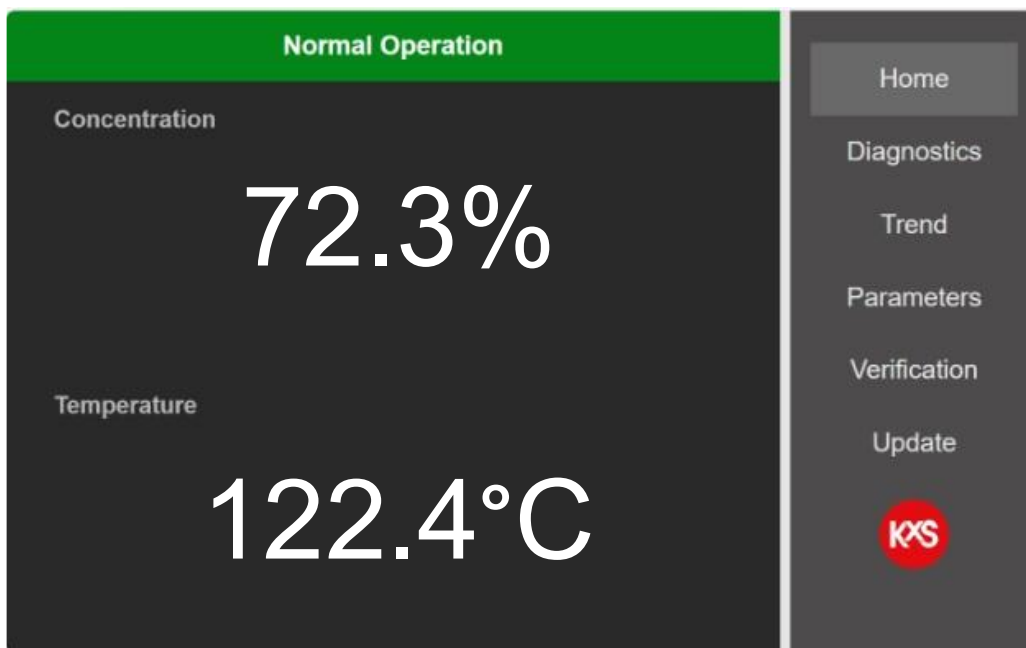 Normal Operation
Concentration
72.3%
Temperature
122.4°C
Home
Diagnostics
Trend
Parameters
Verification
Update
KXS